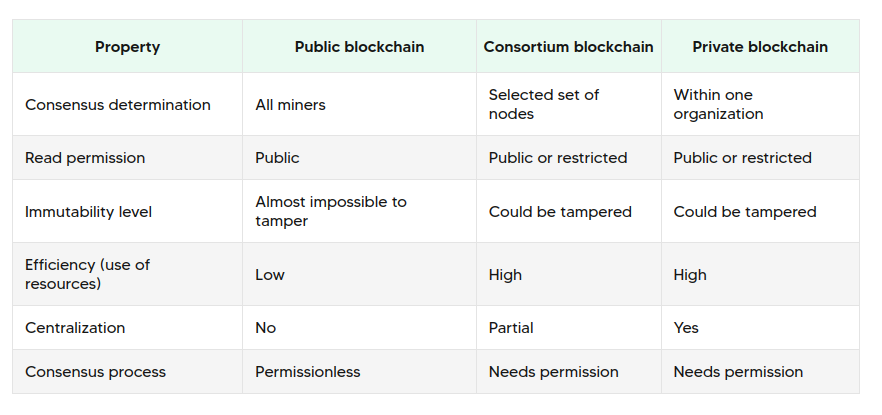 Property Public blockchain Consortium blockchain Private blockchain
Consensus determination All miners Selected set of nodes Within one organization
Read permission Public Public or restricted Public or restricted
Immutability level Almost impossible to tamper Could be tampered Could be tampered
Efficiency (use of resources) Low High High
Centralization No Partial Yes
Consensus process Permissionless Needs permission Needs permission